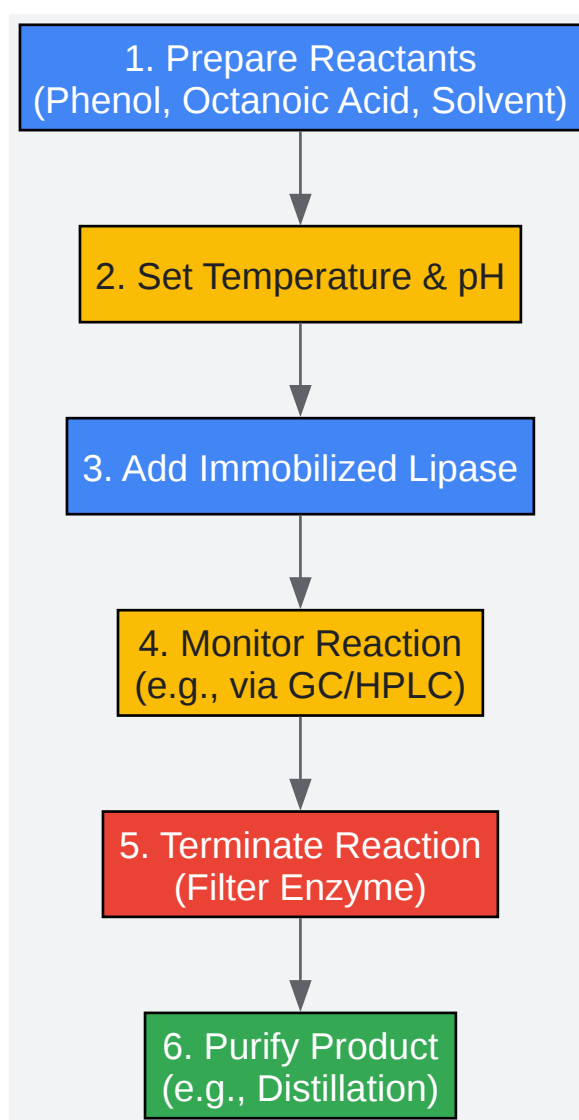 1. Prepare Reactants
(Phenol, Octanoic Acid, Solvent)
2. Set Temperature & pH
3. Add Immobilized Lipase
4. Monitor Reaction
(e.g., via GC/HPLC)
5. Terminate Reaction
(Filter Enzyme)
6. Purify Product
(e.g., Distillation)